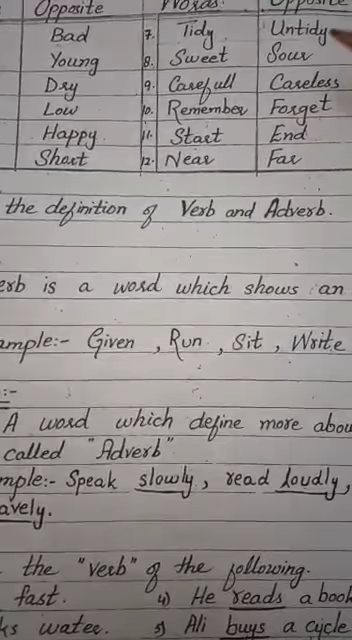 Opposite Words. Opposite
Bad 7. Tidy Untidy
Young 8. Sweet Sour
Dry 9. Carefull Careless
Low 10. Remember Forget
Happy 11. Start End
Short 12. Near Far
the definition of Verb and Adverb.
erb is a word which shows an
ample:- Given , Run , Sit , Write
:-
A word which define more abou
called "Adverb"
mple:- Speak slowly, read loudly,
avely.
the "verb" of the following.
fast. 4) He reads a book
ks water. 5) Ali buys a cycle